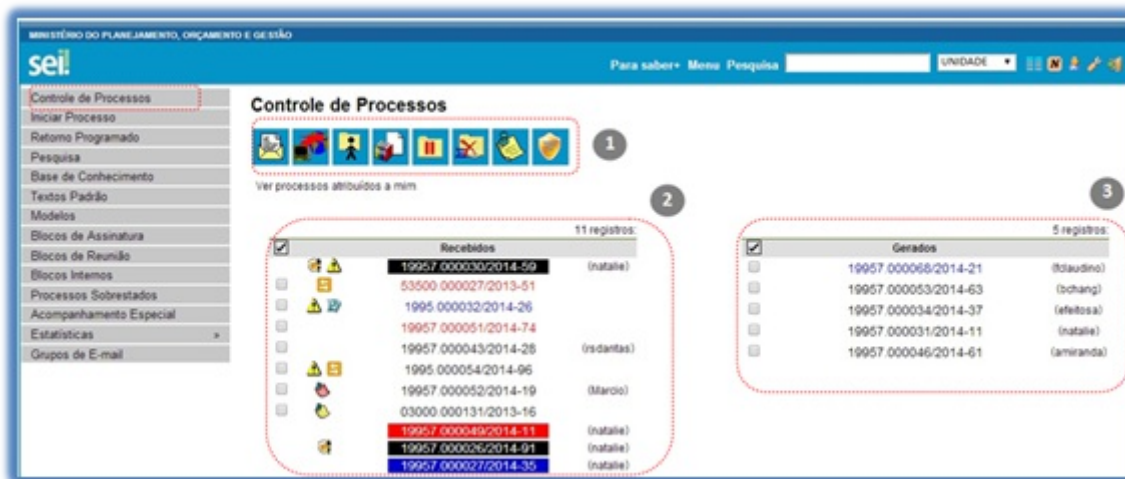 MINISTÉRIO DO PLANEJAMENTO, ORÇAMENTO E GESTÃO
sei!
Para saber+ Menu Pesquisa UNIDADE
Controle de Processos
Iniciar Processo
Retorno Programado
Pesquisa
Base de Conhecimento
Textos Padrão
Modelos
Blocos de Assinatura
Blocos de Reunião
Blocos Internos
Processos Sobrestados
Acompanhamento Especial
Estatísticas »
Grupos de E-mail
Controle de Processos
1
Ver processos atribuídos a mim
2
11 registros:
Recebidos
19957.000030/2014-59 (natalie)
53500.000027/2013-51
1995.000032/2014-26
19957.000051/2014-74
19957.000043/2014-28 (rsdantas)
1995.000054/2014-96
19957.000052/2014-19 (Marcio)
03000.000131/2013-16
19957.000049/2014-11 (natalie)
19957.000026/2014-91 (natalie)
19957.000027/2014-35 (natalie)
3
5 registros:
Gerados
19957.000068/2014-21 (fclaudino)
19957.000053/2014-63 (bchang)
19957.000034/2014-37 (efeitosa)
19957.000031/2014-11 (natalie)
19957.000046/2014-61 (amiranda)